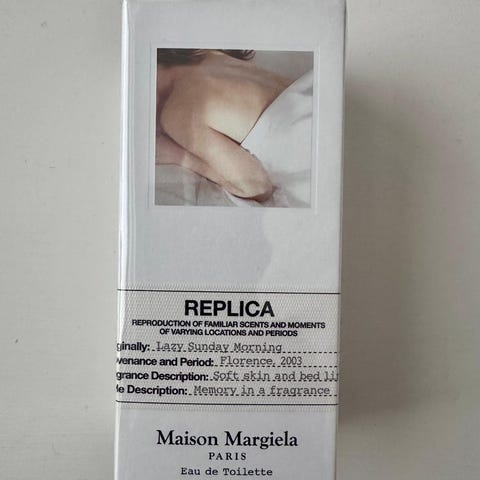 REPLICA
REPRODUCTION OF FAMILIAR SCENTS AND MOMENTS
OF VARYING LOCATIONS AND PERIODS
ginally: Lazy Sunday Morning
venance and Period: Florence, 2003
grance Description: Soft skin and bed lin
le Description: Memory in a fragrance
Maison Margiela
PARIS
Eau de Toilette